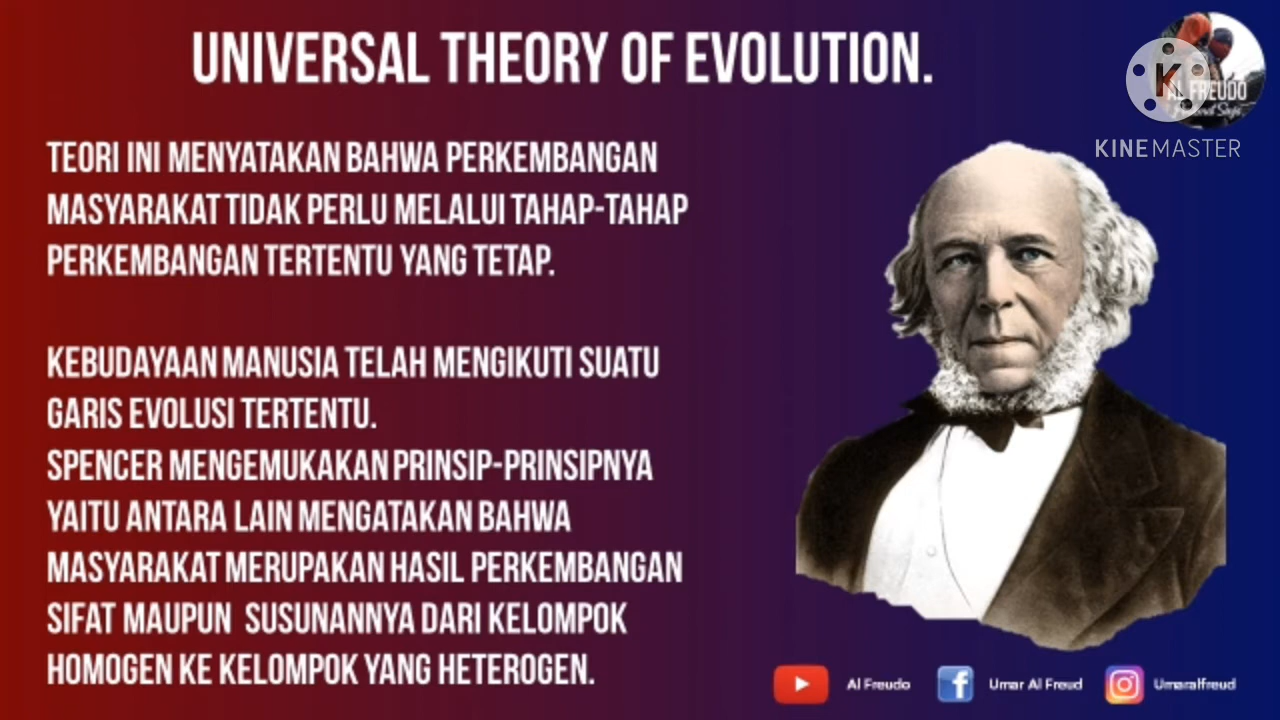 UNIVERSAL THEORY OF EVOLUTION.
TEORI INI MENYATAKAN BAHWA PERKEMBANGAN
MASYARAKAT TIDAK PERLU MELALUI TAHAP-TAHAP
PERKEMBANGAN TERTENTU YANG TETAP.
KEBUDAYAAN MANUSIA TELAH MENGIKUTI SUATU
GARIS EVOLUSI TERTENTU.
SPENCER MENGEMUKAKAN PRINSIP-PRINSIPNYA
YAITU ANTARA LAIN MENGATAKAN BAHWA
MASYARAKAT MERUPAKAN HASIL PERKEMBANGAN
SIFAT MAUPUN SUSUNANNYA DARI KELOMPOK
HOMOGEN KE KELOMPOK YANG HETEROGEN.
K
AL FREUDO
KINEMASTER
Al Freudo
Umar Al Freud
Umaralfreud